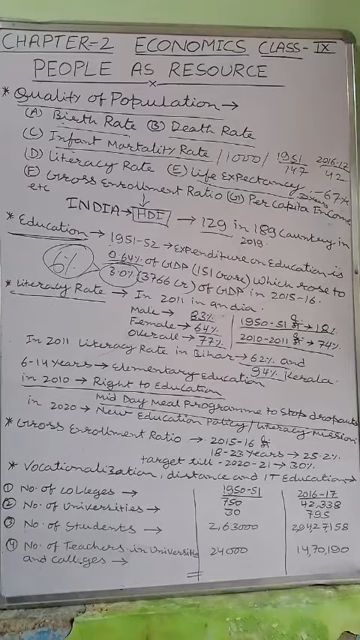 CHAPTER=2 ECONOMICS CLASS-IX
PEOPLE AS RESOURCE
* Quality of Population →
(A) Birth Rate (B) Death Rate
(C) Infant Mortality Rate /1000/ 1951 147 2016-17 42
(D) Literacy Rate (E) Life Expectancy - 67+
(F) Gross Enrollment Ratio (G) Per Capita Income
etc
INDIA → HDI → 129 in 189 Country in
2019.
* Education → 1951-52 → Expenditure on Education is
0.64% of GDP (151 Crore) Which rose to
6% 3.0% (3766 Cr) of GDP in 2015-16.
* Literacy Rate → In 2011 in India.
Male → 83% 1950-51 → 18%
Female → 64% 2010-2011 → 74%
Overall → 77%
In 2011 Literacy Rate in Bihar → 62% and
94% Kerala.
6-14 Years → Elementary Education
in 2010 → Right to Education
Mid Day Meal Programme to Stop dropouts
in 2020 → New Education Policy/Literacy Mission
* Gross Enrollment Ratio → 2015-16
18-23 Years → 25.2%
target till - 2020-21 → 30%
* Vocationalization, distance and IT Education →
1950-51 2016-17
① No. of Colleges → 750 42,338
② No. of Universities → 30 795
③ No. of Students → 2,63000 29427158
④ No. of Teachers in Universities 24000 14,70,190
and Colleges →